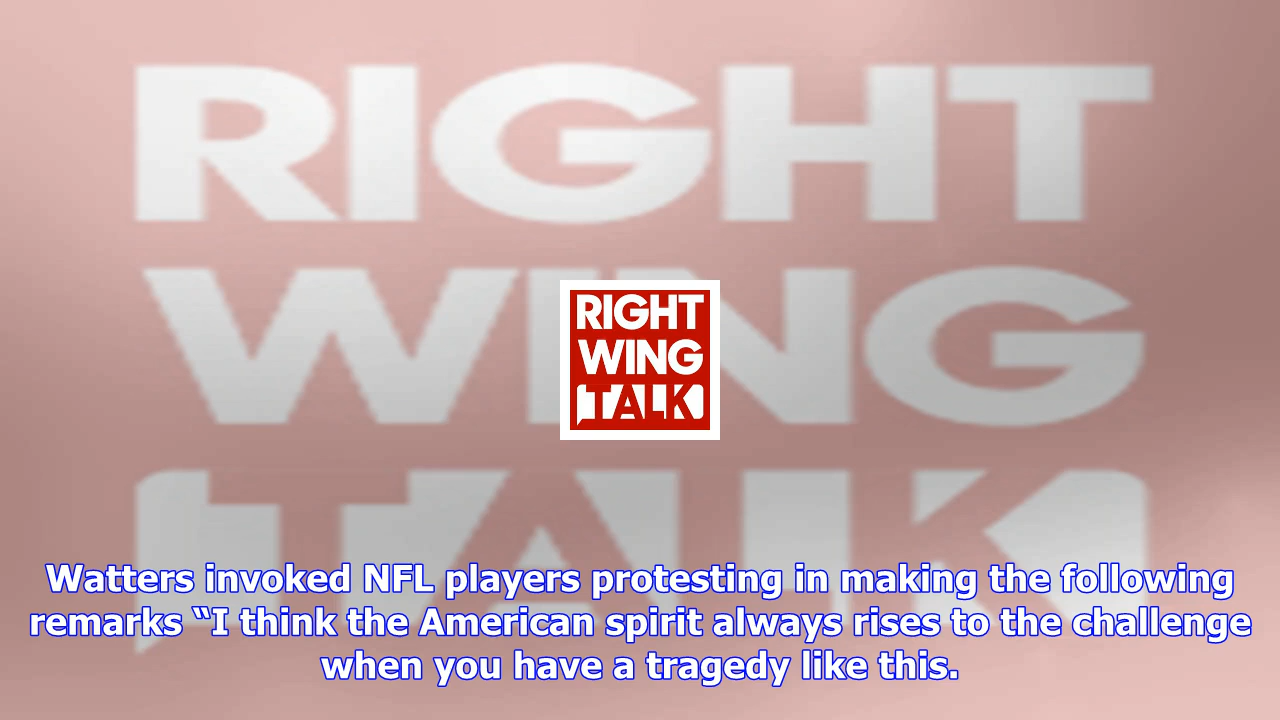 RIGHT
WING
TALK
RIGHT
WING
TALK
Watters invoked NFL players protesting in making the following
remarks “I think the American spirit always rises to the challenge
when you have a tragedy like this.